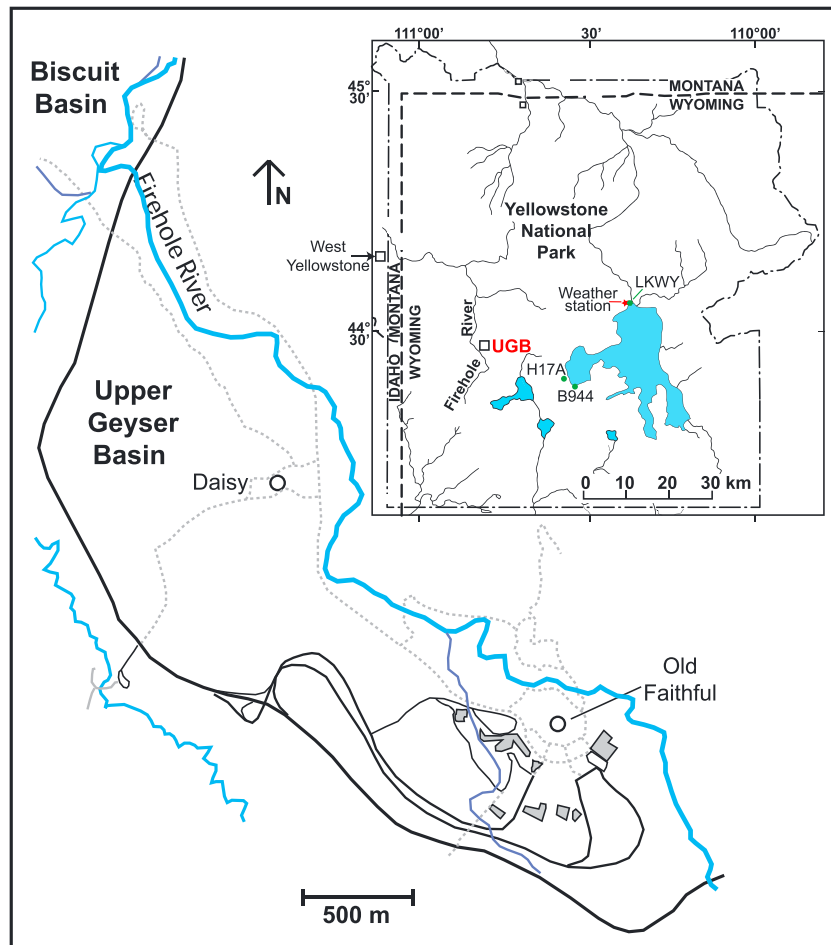 Biscuit
Basin
Firehole River
N
Upper
Geyser
Basin
Daisy
Old
Faithful
500 m
111°00'
30'
110°00'
45°
30'
MONTANA
WYOMING
Yellowstone
National
Park
West
Yellowstone
LKWY
Weather
station
IDAHO
MONTANA
WYOMING
Firehole River
UGB
44°
30'
H17A
B944
0 10 20 30 km